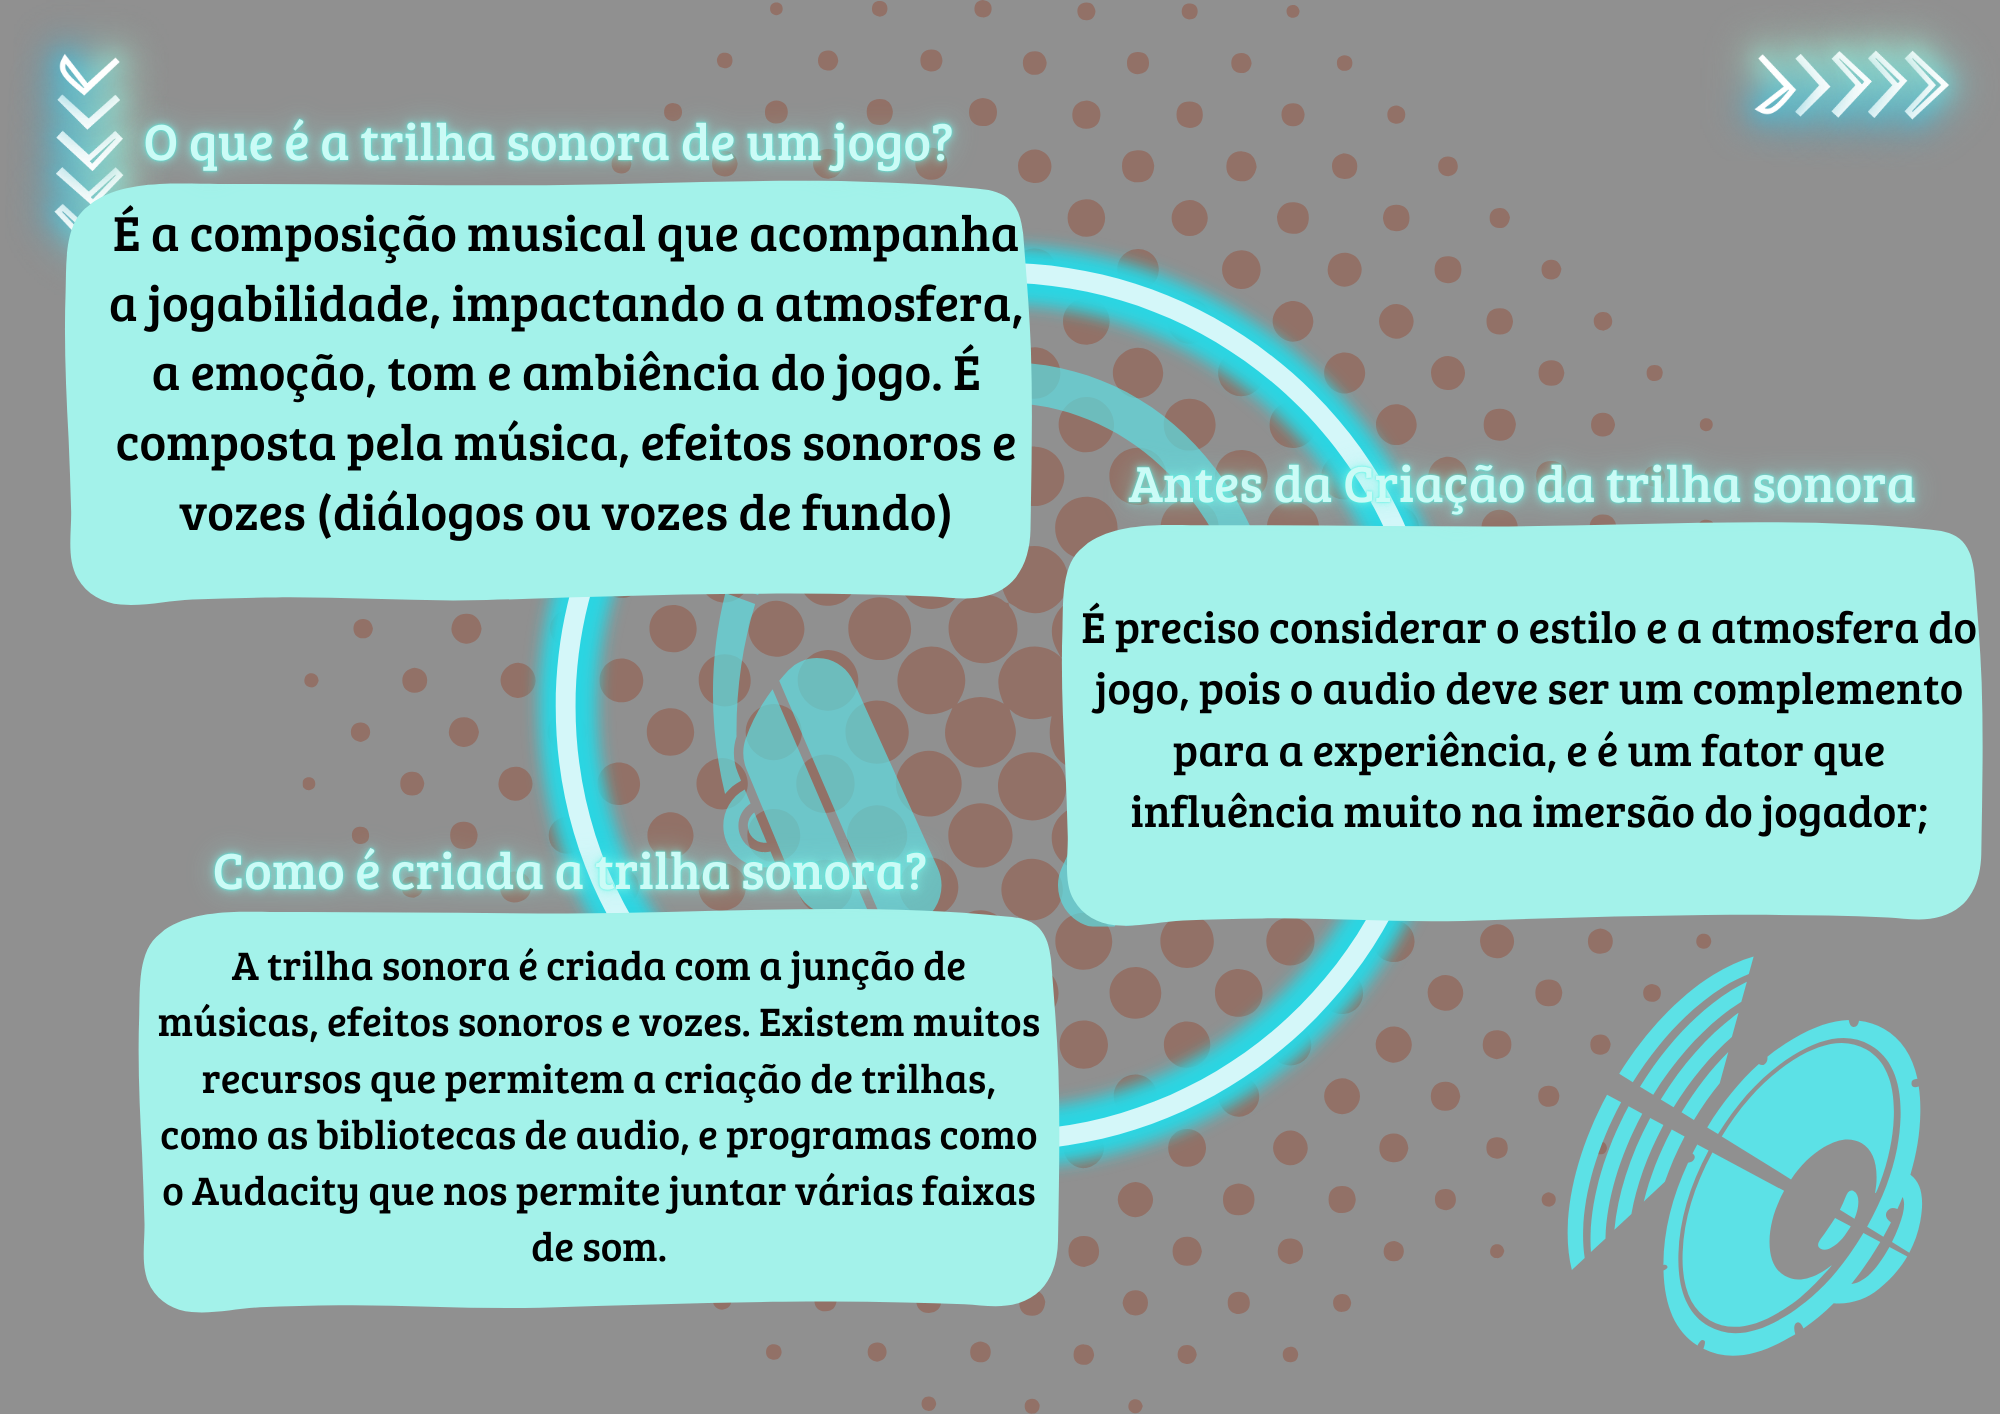 O que é a trilha sonora de um jogo?
É a composição musical que acompanha
a jogabilidade, impactando a atmosfera,
a emoção, tom e ambiência do jogo. É
composta pela música, efeitos sonoros e
vozes (diálogos ou vozes de fundo)
Antes da Criação da trilha sonora
É preciso considerar o estilo e a atmosfera do
jogo, pois o audio deve ser um complemento
para a experiência, e é um fator que
influência muito na imersão do jogador;
Como é criada a trilha sonora?
A trilha sonora é criada com a junção de
músicas, efeitos sonoros e vozes. Existem muitos
recursos que permitem a criação de trilhas,
como as bibliotecas de audio, e programas como
o Audacity que nos permite juntar várias faixas
de som.